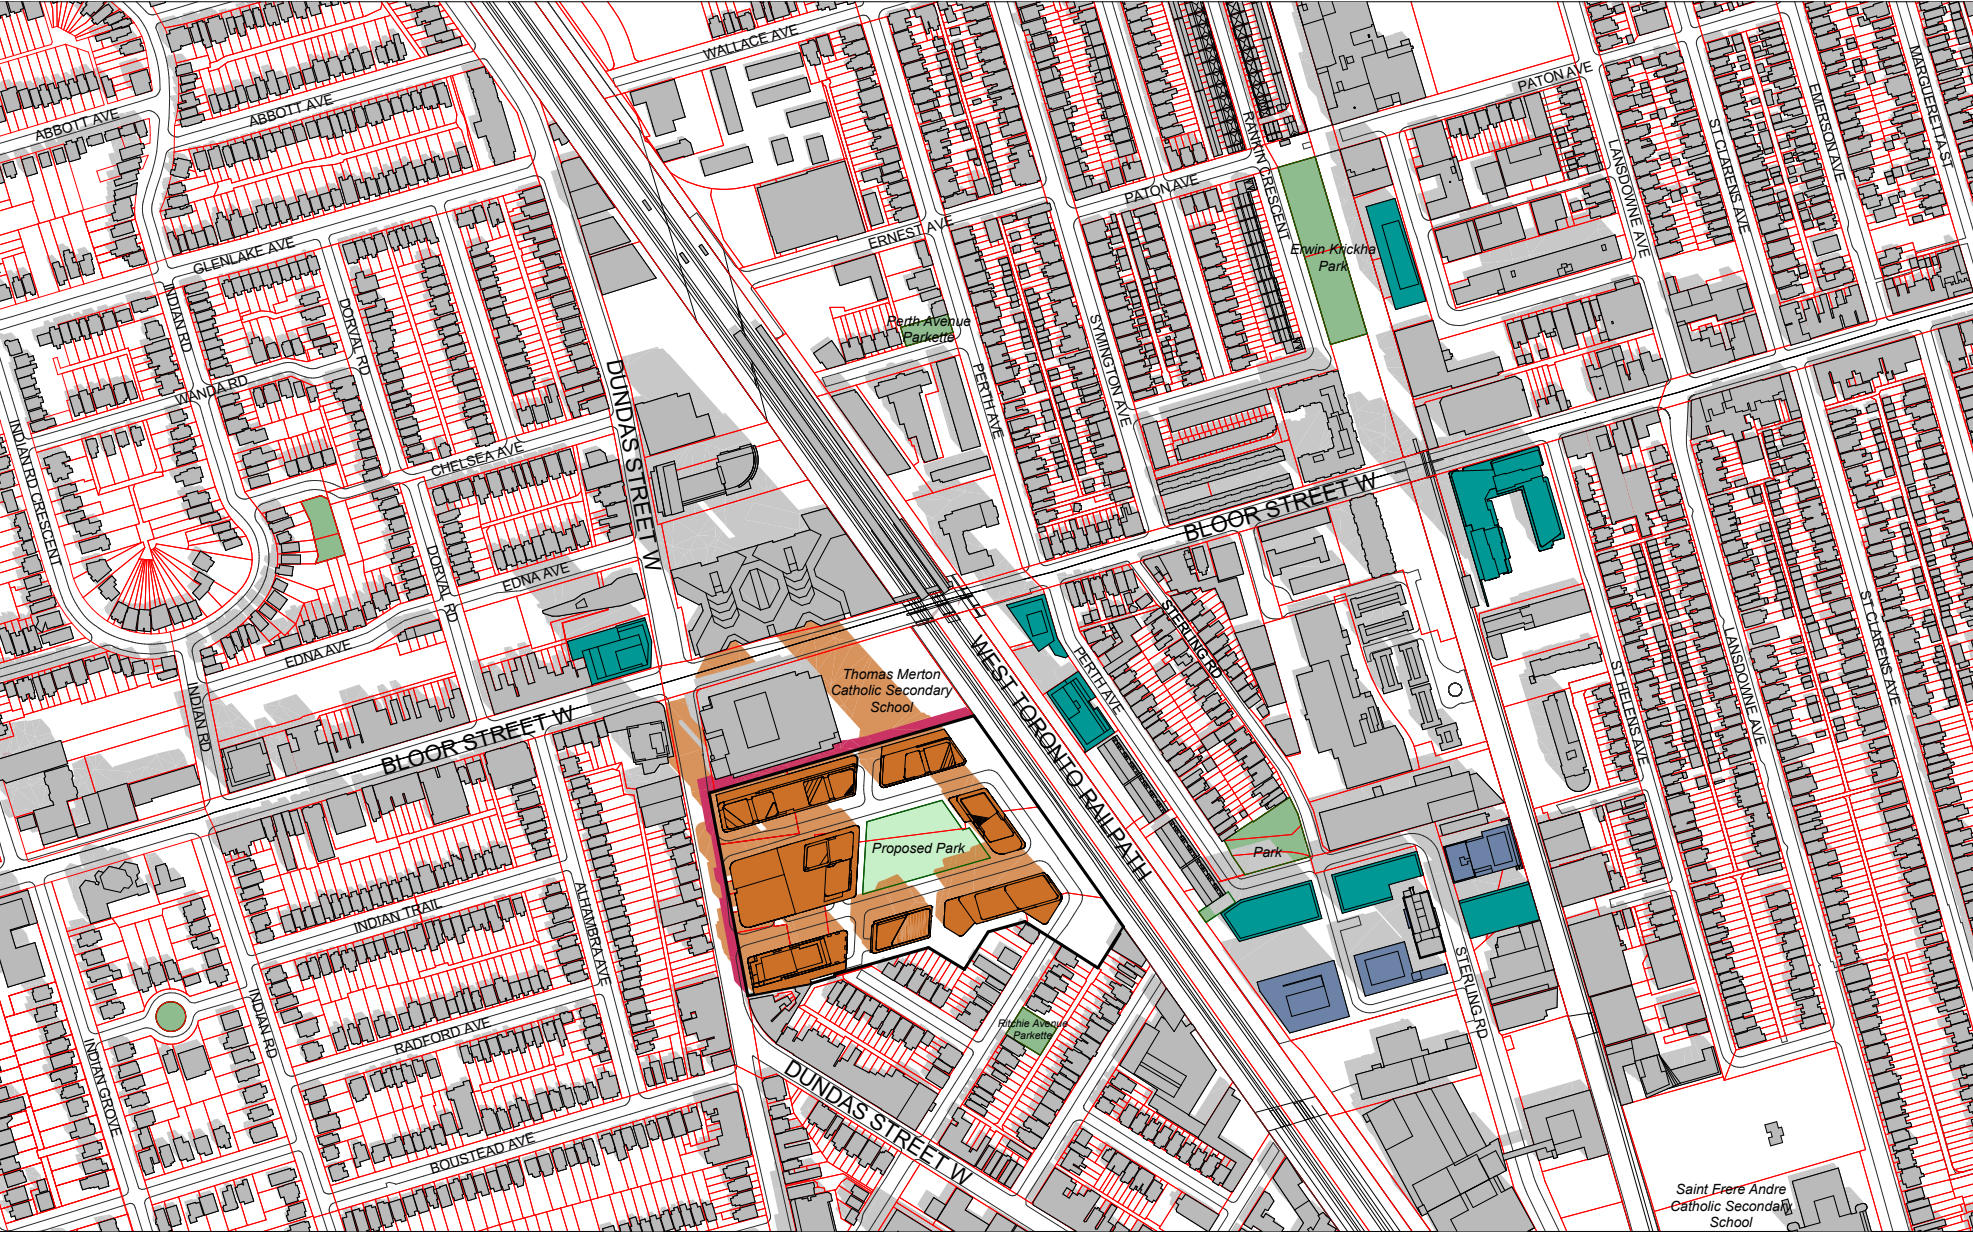 WALLACE AVE
ABBOTT AVE
ABBOTT AVE
PATON AVE
MARGUERETTA ST
EMERSON AVE
ST CLARENS AVE
LANSDOWNE AVE
RANKIN CRESCENT
PATON AVE
ERNEST AVE
GLENLAKE AVE
INDIAN RD
DORVAL RD
Erwin Krickha
Park
Perth Avenue
Parkette
SYMINGTON AVE
PERTH AVE
DUNDAS STREET W
WANDA RD
CHELSEA AVE
INDIAN RD CRESCENT
BLOOR STREET W
DORVAL RD
EDNA AVE
EDNA AVE
STERLING RD
PERTH AVE
ST CLARENS AVE
LANSDOWNE AVE
ST HELENS AVE
INDIAN RD
Thomas Merton
Catholic Secondary
School
WEST TORONTO RAILPATH
BLOOR STREET W
Proposed Park
Park
INDIAN TRAIL
ALHAMBRA AVE
INDIAN RD
RADFORD AVE
STERLING RD
Ritchie Avenue
Parkette
INDIAN GROVE
DUNDAS STREET W
BOUSTEAD AVE
Saint Frere Andre
Catholic Secondary
School